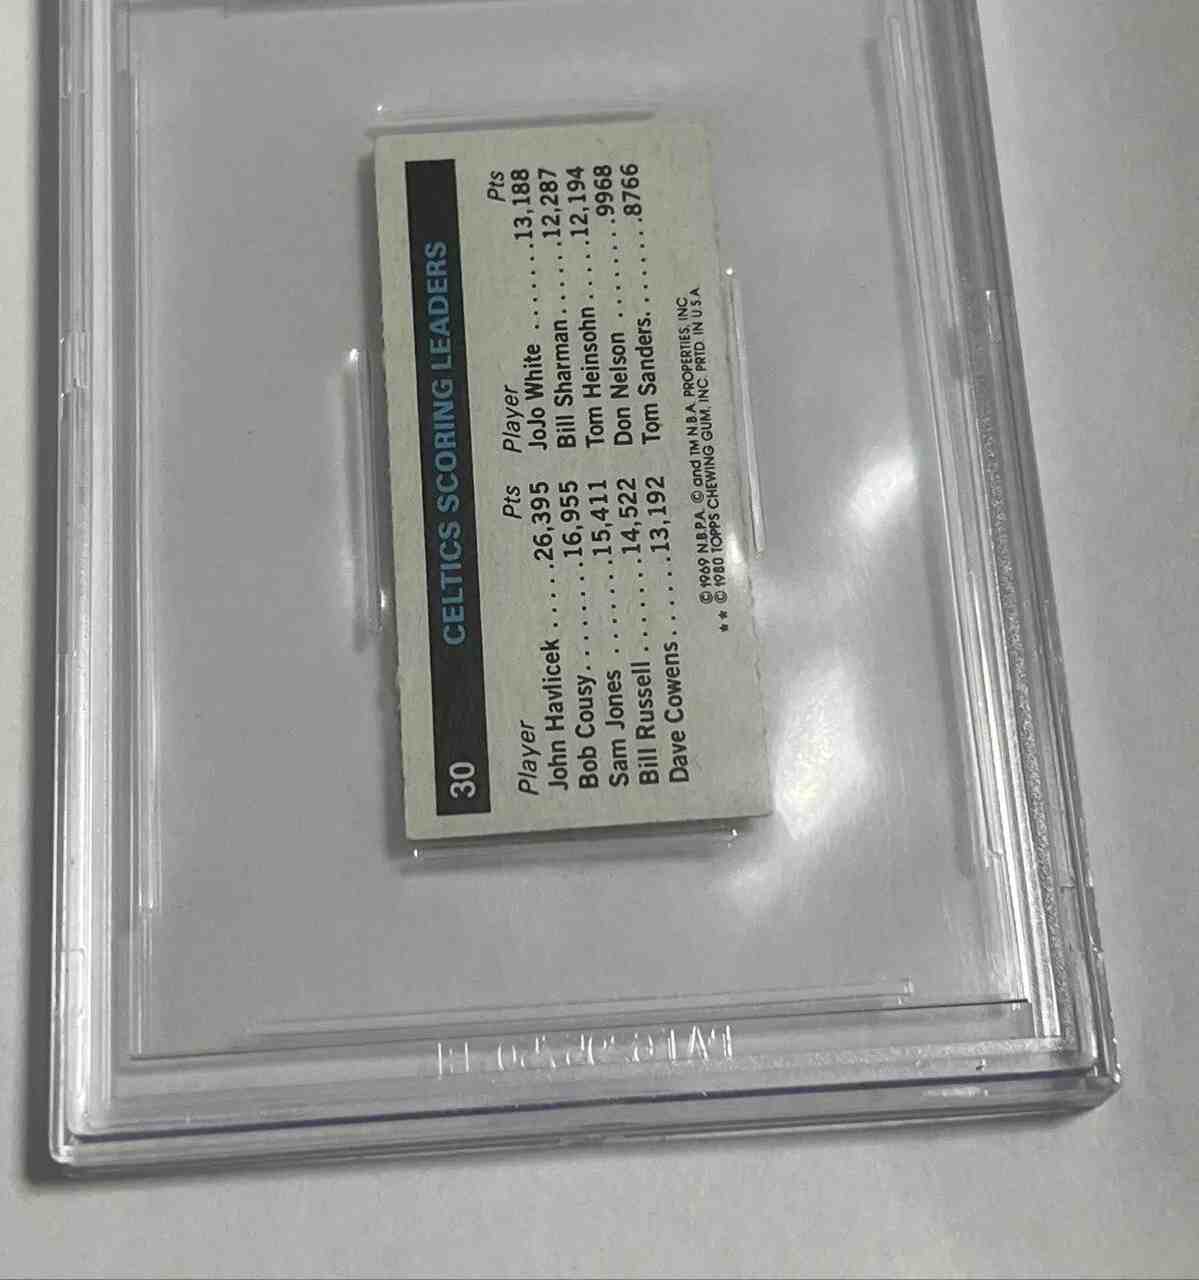 30 CELTICS SCORING LEADERS
Player Pts Player Pts
John Havlicek.....26,395 JoJo White.......13,188
Bob Cousy........16,955 Bill Sharman......12,287
Sam Jones.......15,411 Tom Heinsohn.....12,194
Bill Russell.......14,522 Don Nelson........9968
Dave Cowens......13,192 Tom Sanders........8766
© 1969 N.B.P.A. © and TM N.B.A. PROPERTIES, INC
★★ © 1980 TOPPS CHEWING GUM, INC. PRTD. IN U S A